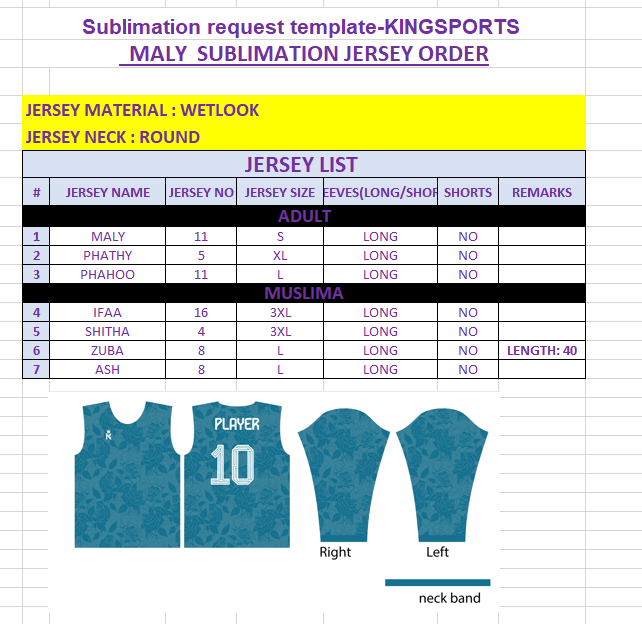 Sublimation request template-KINGSPORTS
MALY SUBLIMATION JERSEY ORDER
JERSEY MATERIAL : WETLOOK
JERSEY NECK : ROUND
JERSEY LIST
# JERSEY NAME JERSEY NO JERSEY SIZE EEVES(LONG/SHOR SHORTS REMARKS
ADULT
1 MALY 11 S LONG NO
2 PHATHY 5 XL LONG NO
3 PHAHOO 11 L LONG NO
MUSLIMA
4 IFAA 16 3XL LONG NO
5 SHITHA 4 3XL LONG NO
6 ZUBA 8 L LONG NO LENGTH: 40
7 ASH 8 L LONG NO
PLAYER
10
Right Left
neck band